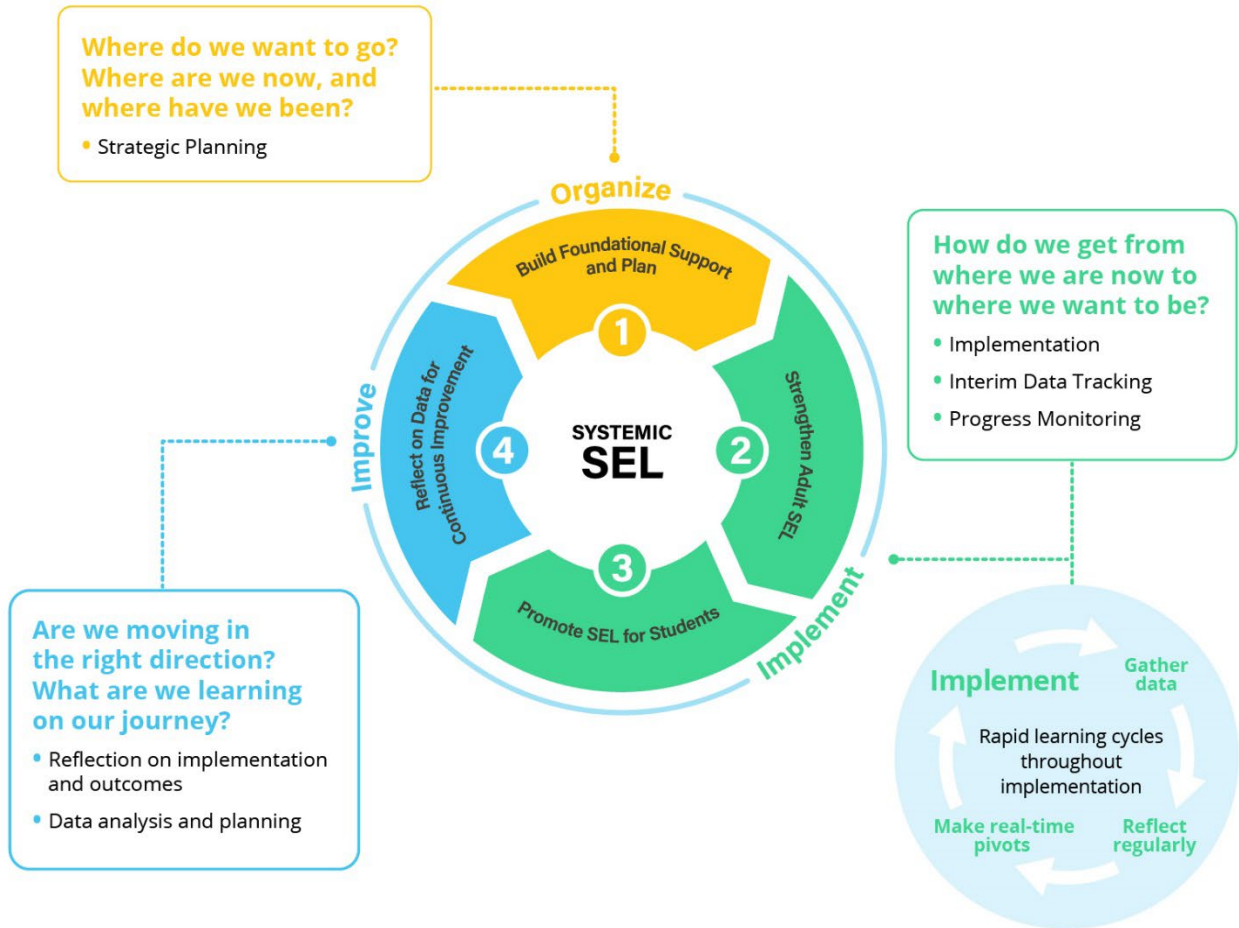 Where do we want to go?
Where are we now, and
where have we been?
• Strategic Planning
Organize
Build Foundational Support
and Plan
1
How do we get from
where we are now to
where we want to be?
• Implementation
• Interim Data Tracking
• Progress Monitoring
Strengthen Adult SEL
2
SYSTEMIC
SEL
Implement
3
Promote SEL for Students
Improve
Reflect on Data for
Continuous Improvement
4
Are we moving in
the right direction?
What are we learning
on our journey?
• Reflection on implementation
and outcomes
• Data analysis and planning
Implement
Gather
data
Rapid learning cycles
throughout
implementation
Reflect
regularly
Make real-time
pivots